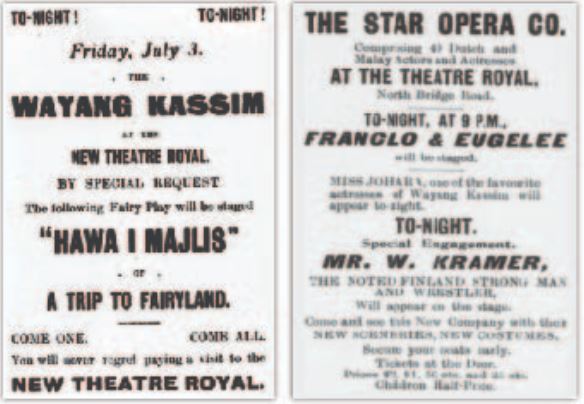 TO-NIGHT! TO-NIGHT!
Friday, July 3.
THE
WAYANG KASSIM
AT THE
NEW THEATRE ROYAL.
BY SPECIAL REQUEST
The following Fairy Play will be staged
"HAWA I MAJLIS"
OR
A TRIP TO FAIRYLAND.
COME ONE. COME ALL.
You will never regret paying a visit to the
NEW THEATRE ROYAL.
THE STAR OPERA CO.
Comprising 40 Dutch and
Malay Actors and Actresses
AT THE THEATRE ROYAL,
North Bridge Road.
TO-NIGHT, AT 9 P.M.,
FRANCLO & EUGELEE
will be staged.
MISS JOHARA, one of the favourite
actresses of Wayang Kassim will
appear to-night.
TO-NIGHT.
Special Engagement.
MR. W. KRAMER,
THE NOTED FINLAND STRONG MAN
AND WRESTLER,
Will appear on the stage.
Come and see this New Company with their
NEW SCENERIES, NEW COSTUMES.
Secure your seats early.
Tickets at the Door.
Prices $2, $1, 50 cts. and 25 cts.
Children Half-Price.